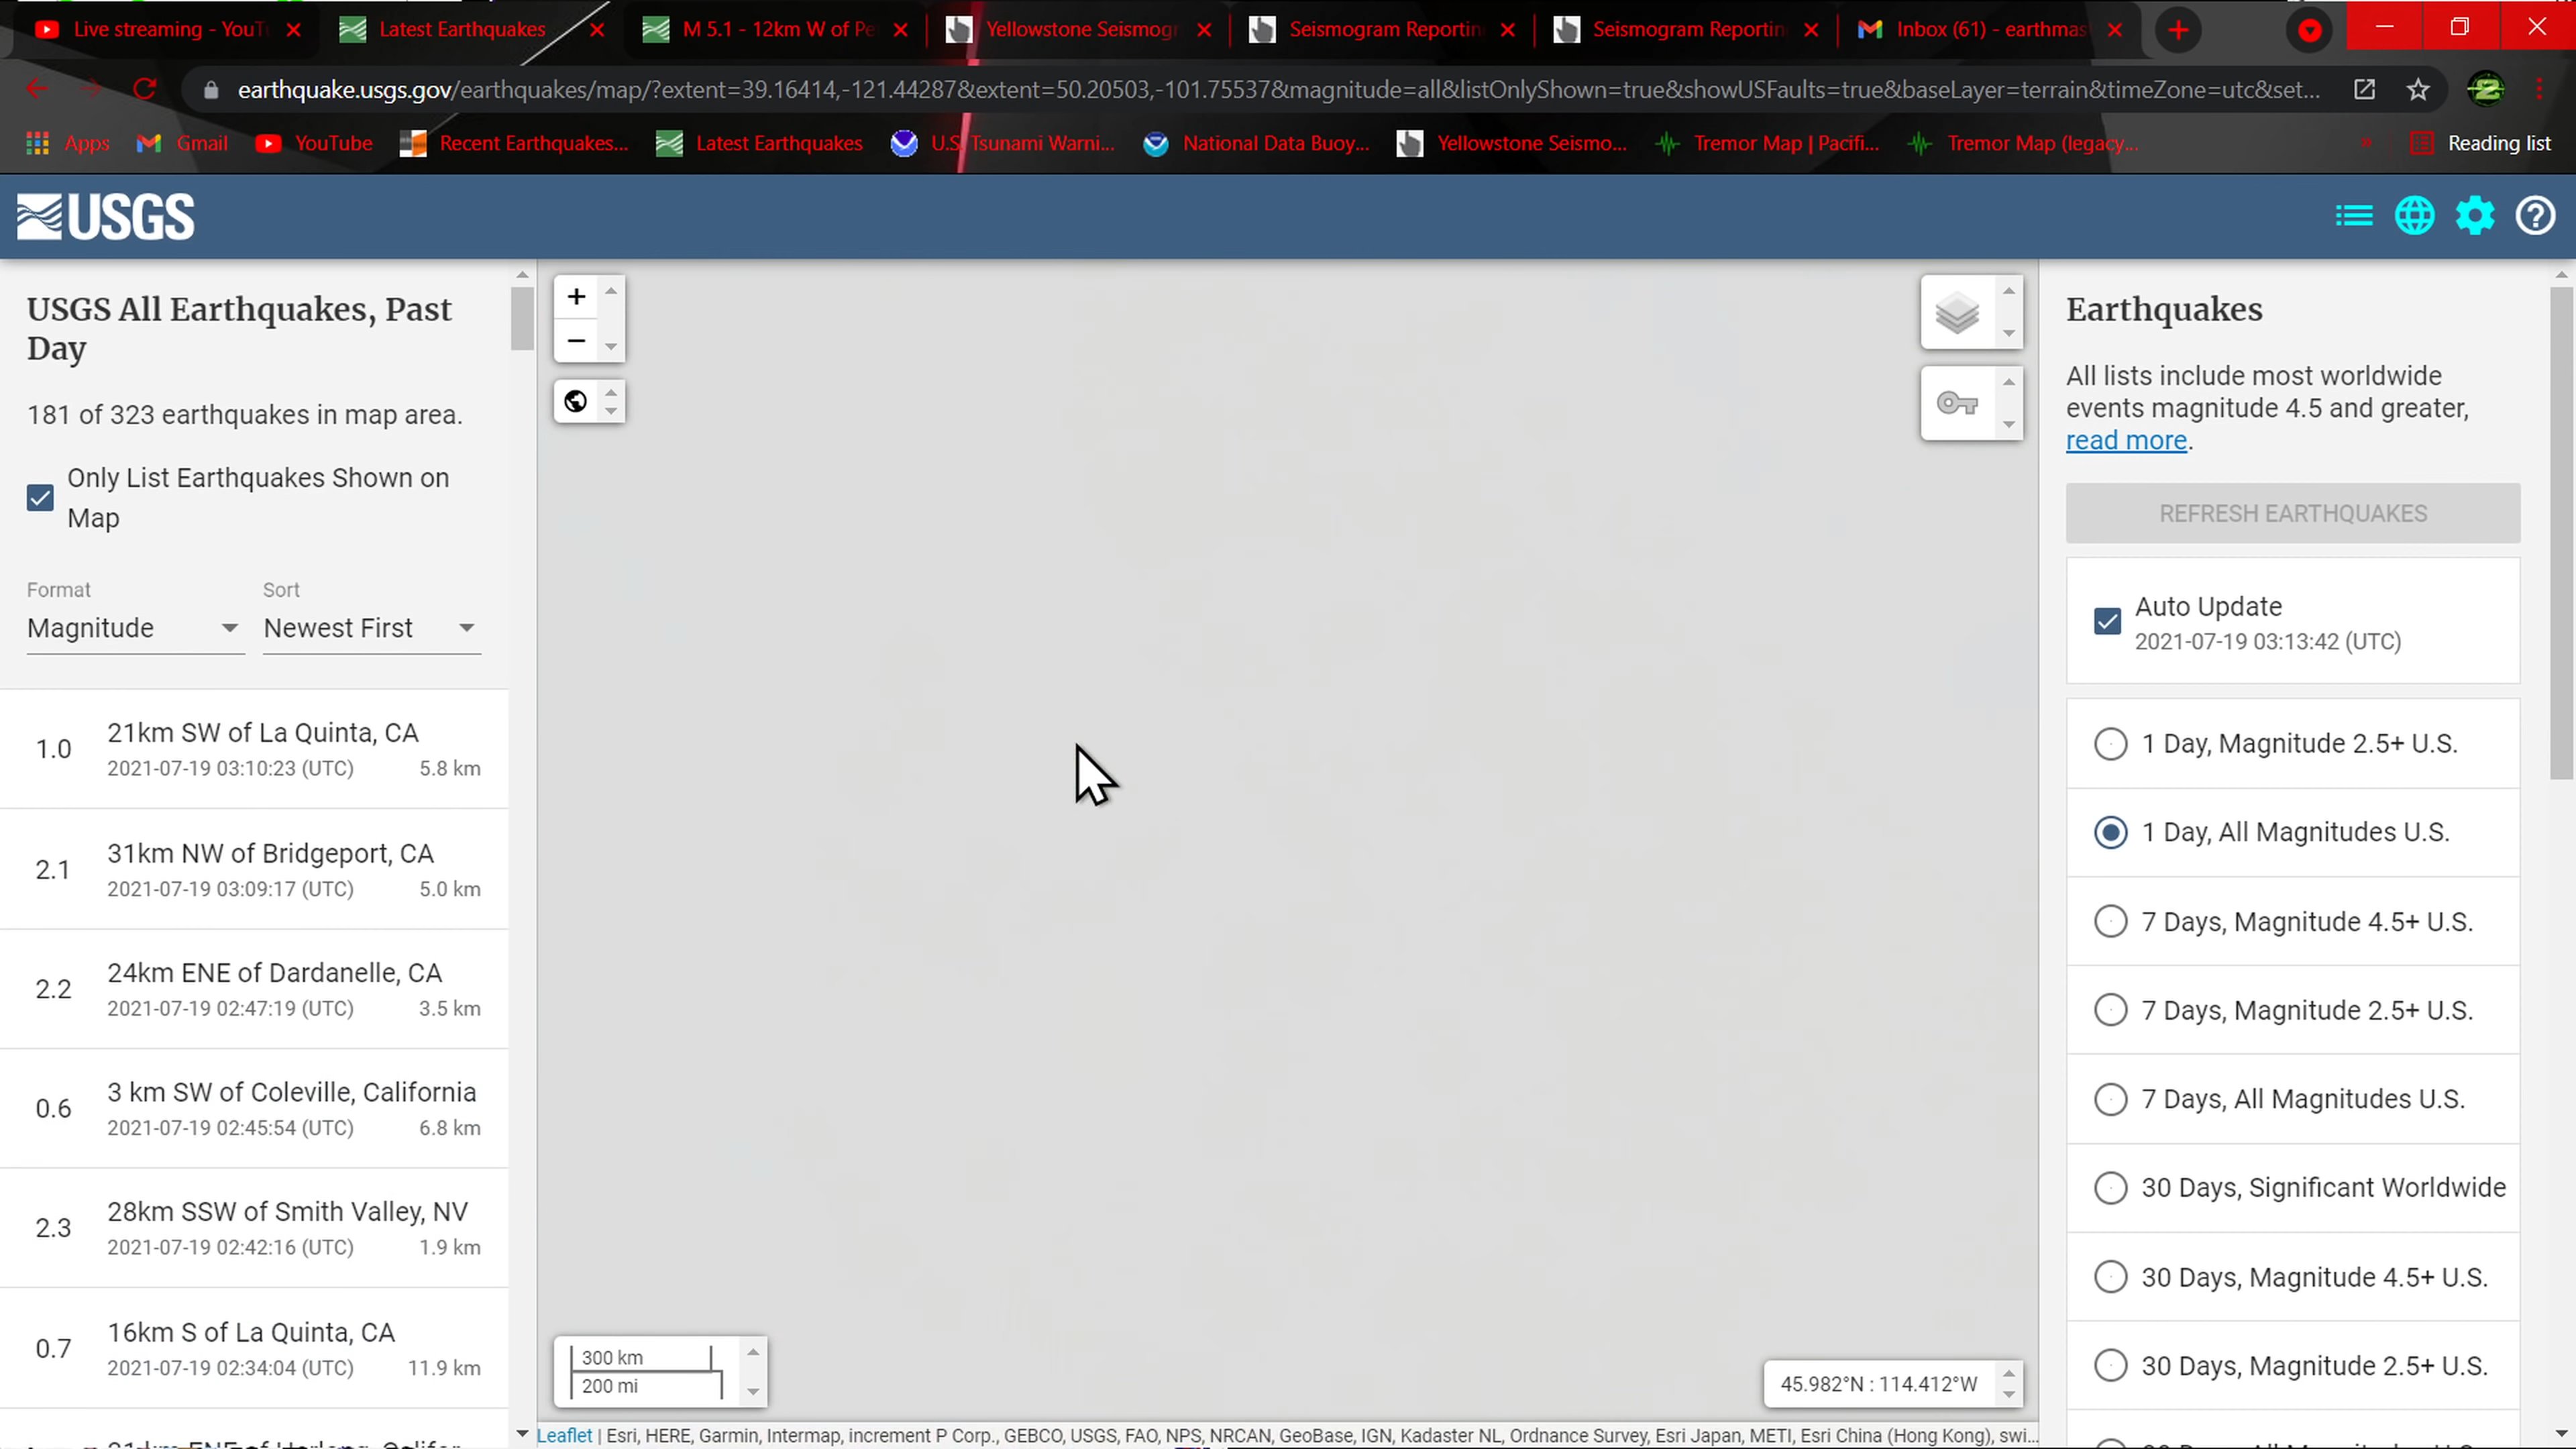 Live streaming - YouT
Latest Earthquakes
M 5.1 - 12km W of Pe
Yellowstone Seismogr
Seismogram Reportin
Seismogram Reportin
Inbox (61) - earthmas
earthquake.usgs.gov/earthquakes/map/?extent=39.16414,-121.44287&extent=50.20503,-101.75537&magnitude=all&listOnlyShown=true&showUSFaults=true&baseLayer=terrain&timeZone=utc&set...
Apps
Gmail
YouTube
Recent Earthquakes...
Latest Earthquakes
U.S. Tsunami Warni...
National Data Buoy...
Yellowstone Seismo...
Tremor Map | Pacifi...
Tremor Map (legacy...
»
Reading list
USGS
USGS All Earthquakes, Past
Day
181 of 323 earthquakes in map area.
Only List Earthquakes Shown on
Map
Format
Sort
Magnitude
Newest First
1.0
21km SW of La Quinta, CA
2021-07-19 03:10:23 (UTC)
5.8 km
2.1
31km NW of Bridgeport, CA
2021-07-19 03:09:17 (UTC)
5.0 km
2.2
24km ENE of Dardanelle, CA
2021-07-19 02:47:19 (UTC)
3.5 km
0.6
3 km SW of Coleville, California
2021-07-19 02:45:54 (UTC)
6.8 km
2.3
28km SSW of Smith Valley, NV
2021-07-19 02:42:16 (UTC)
1.9 km
0.7
16km S of La Quinta, CA
2021-07-19 02:34:04 (UTC)
11.9 km
+
−
300 km
200 mi
45.982°N : 114.412°W
Leaflet | Esri, HERE, Garmin, Intermap, increment P Corp., GEBCO, USGS, FAO, NPS, NRCAN, GeoBase, IGN, Kadaster NL, Ordnance Survey, Esri Japan, METI, Esri China (Hong Kong), swi...
Earthquakes
All lists include most worldwide
events magnitude 4.5 and greater,
read more.
REFRESH EARTHQUAKES
Auto Update
2021-07-19 03:13:42 (UTC)
1 Day, Magnitude 2.5+ U.S.
1 Day, All Magnitudes U.S.
7 Days, Magnitude 4.5+ U.S.
7 Days, Magnitude 2.5+ U.S.
7 Days, All Magnitudes U.S.
30 Days, Significant Worldwide
30 Days, Magnitude 4.5+ U.S.
30 Days, Magnitude 2.5+ U.S.